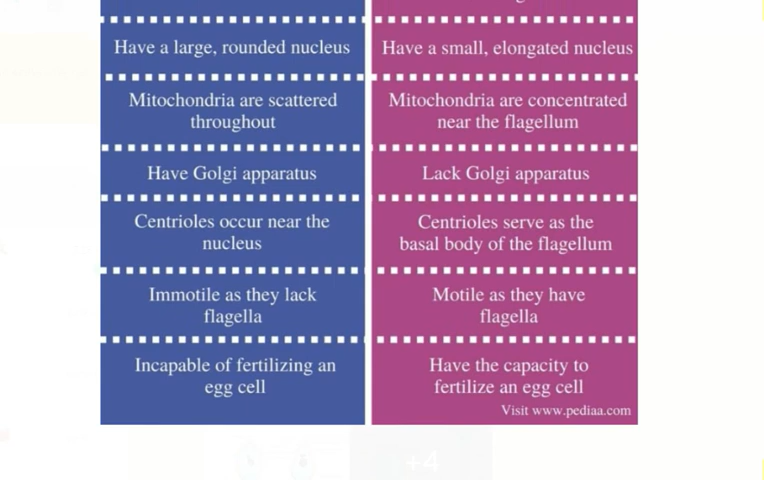 Have a large, rounded nucleus
Have a small, elongated nucleus
Mitochondria are scattered
throughout
Mitochondria are concentrated
near the flagellum
Have Golgi apparatus
Lack Golgi apparatus
Centrioles occur near the
nucleus
Centrioles serve as the
basal body of the flagellum
Immotile as they lack
flagella
Motile as they have
flagella
Incapable of fertilizing an
egg cell
Have the capacity to
fertilize an egg cell
Visit www.pediaa.com
+4